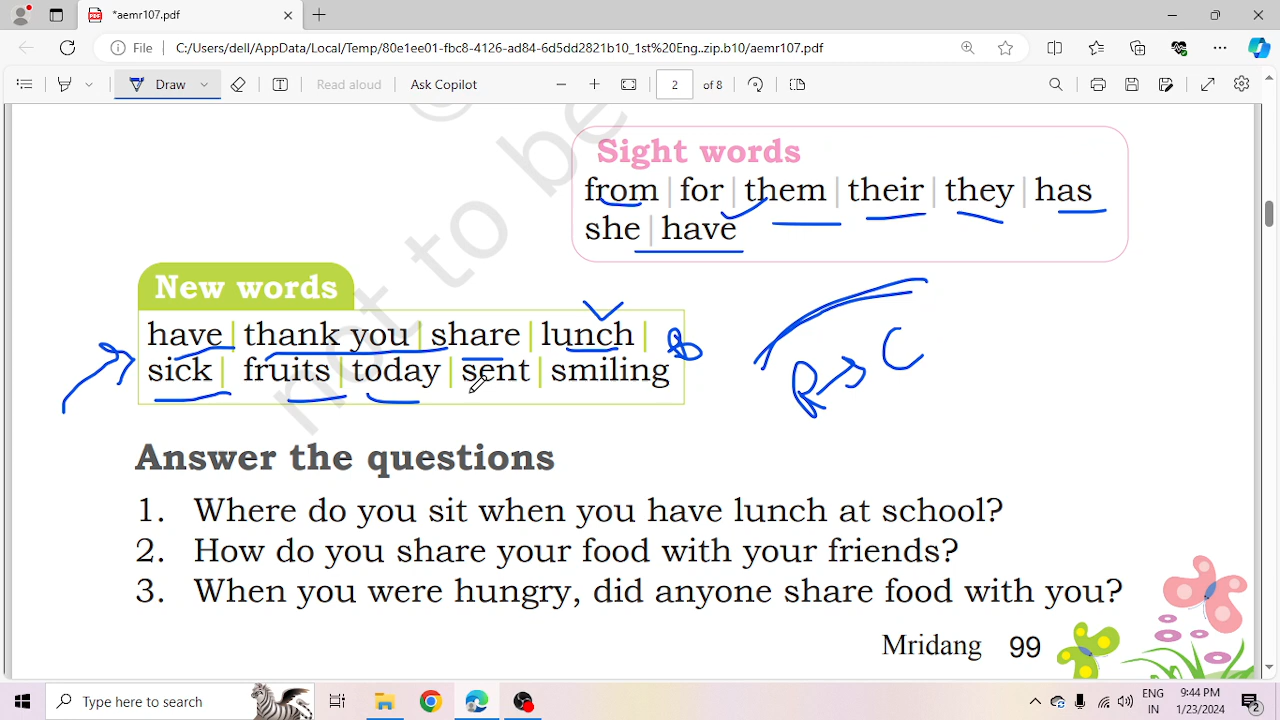 *aemr107.pdf
File C:/Users/dell/AppData/Local/Temp/80e1ee01-fbc8-4126-ad84-6d1dd2821b10_1st%20Eng..zip.b10/aemr107.pdf
Draw Read aloud Ask Copilot 2 of 8
Sight words
from | for | them | their | they | has
she | have
New words
have | thank you | share | lunch |
sick | fruits | today | sent | smiling
not to be
R → C
Answer the questions
1. Where do you sit when you have lunch at school?
2. How do you share your food with your friends?
3. When you were hungry, did anyone share food with you?
Mridang 99
Type here to search
ENG 9:44 PM
IN 1/23/2024 2